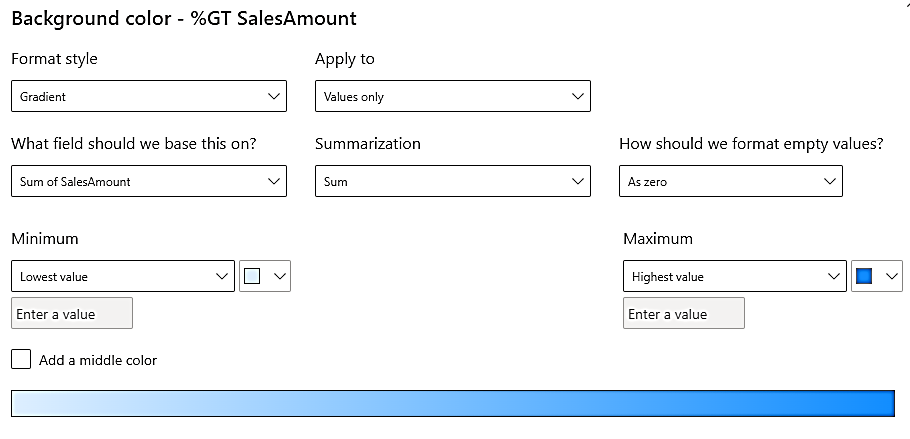 Background color - %GT SalesAmount
Format style
Apply to
Gradient
Values only
What field should we base this on?
Summarization
How should we format empty values?
Sum of SalesAmount
Sum
As zero
Minimum
Maximum
Lowest value
Highest value
Enter a value
Enter a value
Add a middle color